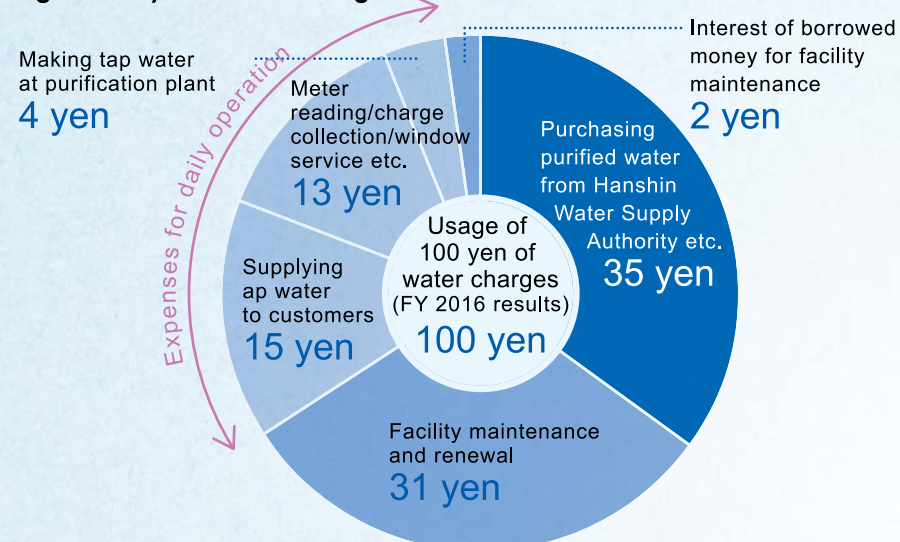 Making tap water
at purification plant
4 yen
Expenses for daily operation
Meter
reading/charge
collection/window
service etc.
13 yen
Interest of borrowed
money for facility
maintenance
2 yen
Purchasing
purified water
from Hanshin
Water Supply
Authority etc.
35 yen
Usage of
100 yen of
water charges
(FY 2016 results)
100 yen
Supplying
ap water
to customers
15 yen
Facility maintenance
and renewal
31 yen